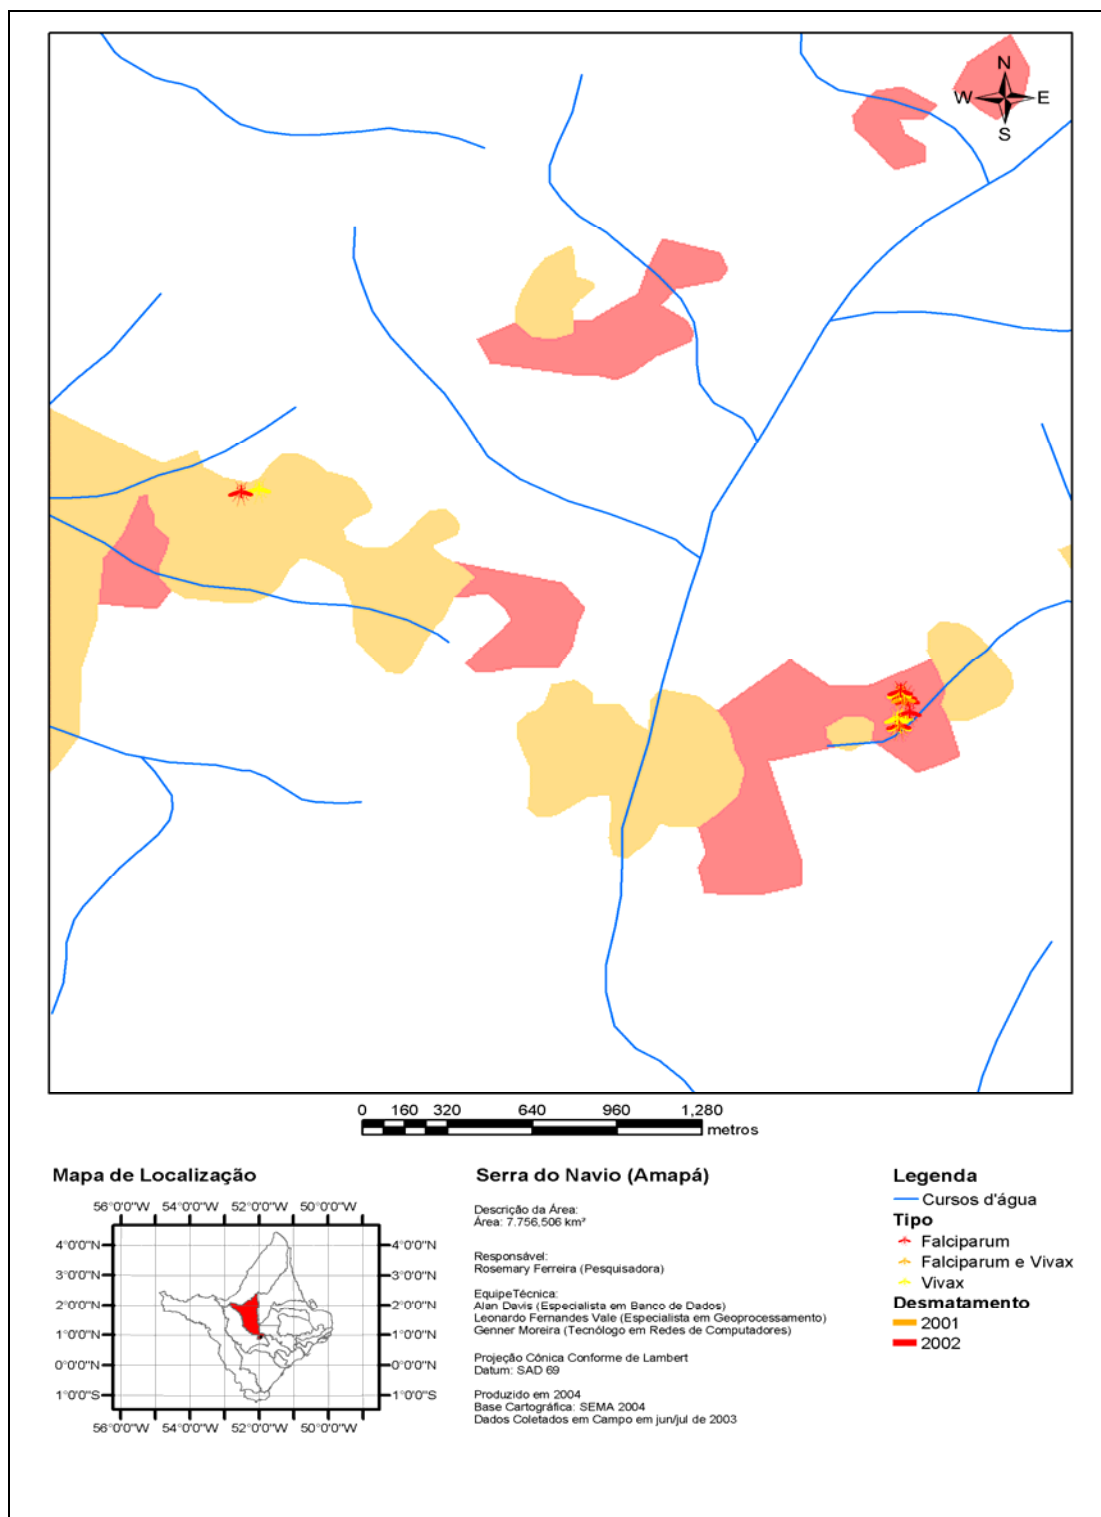 N
W E
S
0 160 320 640 960 1,280
metros
Mapa de Localização
56°0'0"W 54°0'0"W 52°0'0"W 50°0'0"W
4°0'0"N 4°0'0"N
3°0'0"N 3°0'0"N
2°0'0"N 2°0'0"N
1°0'0"N 1°0'0"N
0°0'0"N 0°0'0"N
1°0'0"S 1°0'0"S
56°0'0"W 54°0'0"W 52°0'0"W 50°0'0"W
Serra do Navio (Amapá)
Descrição da Área:
Área: 7.756,506 km²
Responsável:
Rosemary Ferreira (Pesquisadora)
EquipeTécnica:
Alan Davis (Especialista em Banco de Dados)
Leonardo Fernandes Vale (Especialista em Geoprocessamento)
Genner Moreira (Tecnólogo em Redes de Computadores)
Projeção Cônica Conforme de Lambert
Datum: SAD 69
Produzido em 2004
Base Cartográfica: SEMA 2004
Dados Coletados em Campo em jun/jul de 2003
Legenda
Cursos d'água
Tipo
Falciparum
Falciparum e Vivax
Vivax
Desmatamento
2001
2002